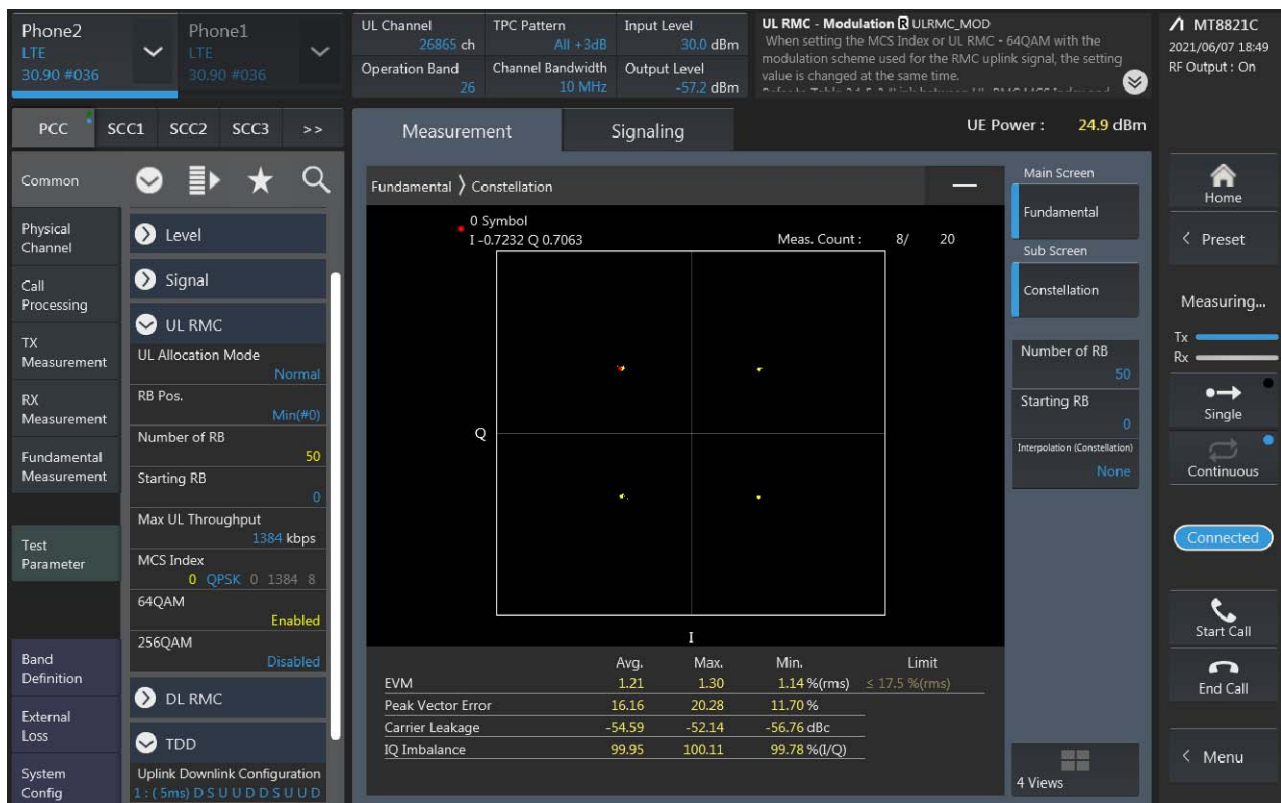 Phone2
LTE
30.90 #036
Phone1
LTE
30.90 #036
UL Channel
26865 ch
Operation Band
26
TPC Pattern
All +3dB
Channel Bandwidth
10 MHz
Input Level
30.0 dBm
Output Level
-57.2 dBm
UL RMC - Modulation R ULRMC_MOD
When setting the MCS Index or UL RMC - 64QAM with the
modulation scheme used for the RMC uplink signal, the setting
value is changed at the same time.
MT8821C
2021/06/07 18:49
RF Output : On
PCC SCC1 SCC2 SCC3 >>
Measurement
Signaling
UE Power : 24.9 dBm
Common
Physical
Channel
Call
Processing
TX
Measurement
RX
Measurement
Fundamental
Measurement
Test
Parameter
Band
Definition
External
Loss
System
Config
Level
Signal
UL RMC
UL Allocation Mode
Normal
RB Pos.
Min(#0)
Number of RB
50
Starting RB
0
Max UL Throughput
1384 kbps
MCS Index
0 QPSK 0 1384 8
64QAM
Enabled
256QAM
Disabled
DL RMC
TDD
Uplink Downlink Configuration
1 : ( 5ms) D S U U D D S U U D
Fundamental 〉 Constellation
0 Symbol
I -0.7232 Q 0.7063
Meas. Count : 8/ 20
Q
I
Avg. Max. Min. Limit
EVM 1.21 1.30 1.14 %(rms) ≤ 17.5 %(rms)
Peak Vector Error 16.16 20.28 11.70 %
Carrier Leakage -54.59 -52.14 -56.76 dBc
IQ Imbalance 99.95 100.11 99.78 %(I/Q)
Main Screen
Fundamental
Sub Screen
Constellation
Number of RB
50
Starting RB
0
Interpolation (Constellation)
None
4 Views
Home
< Preset
Measuring...
Tx
Rx
Single
Continuous
Connected
Start Call
End Call
< Menu